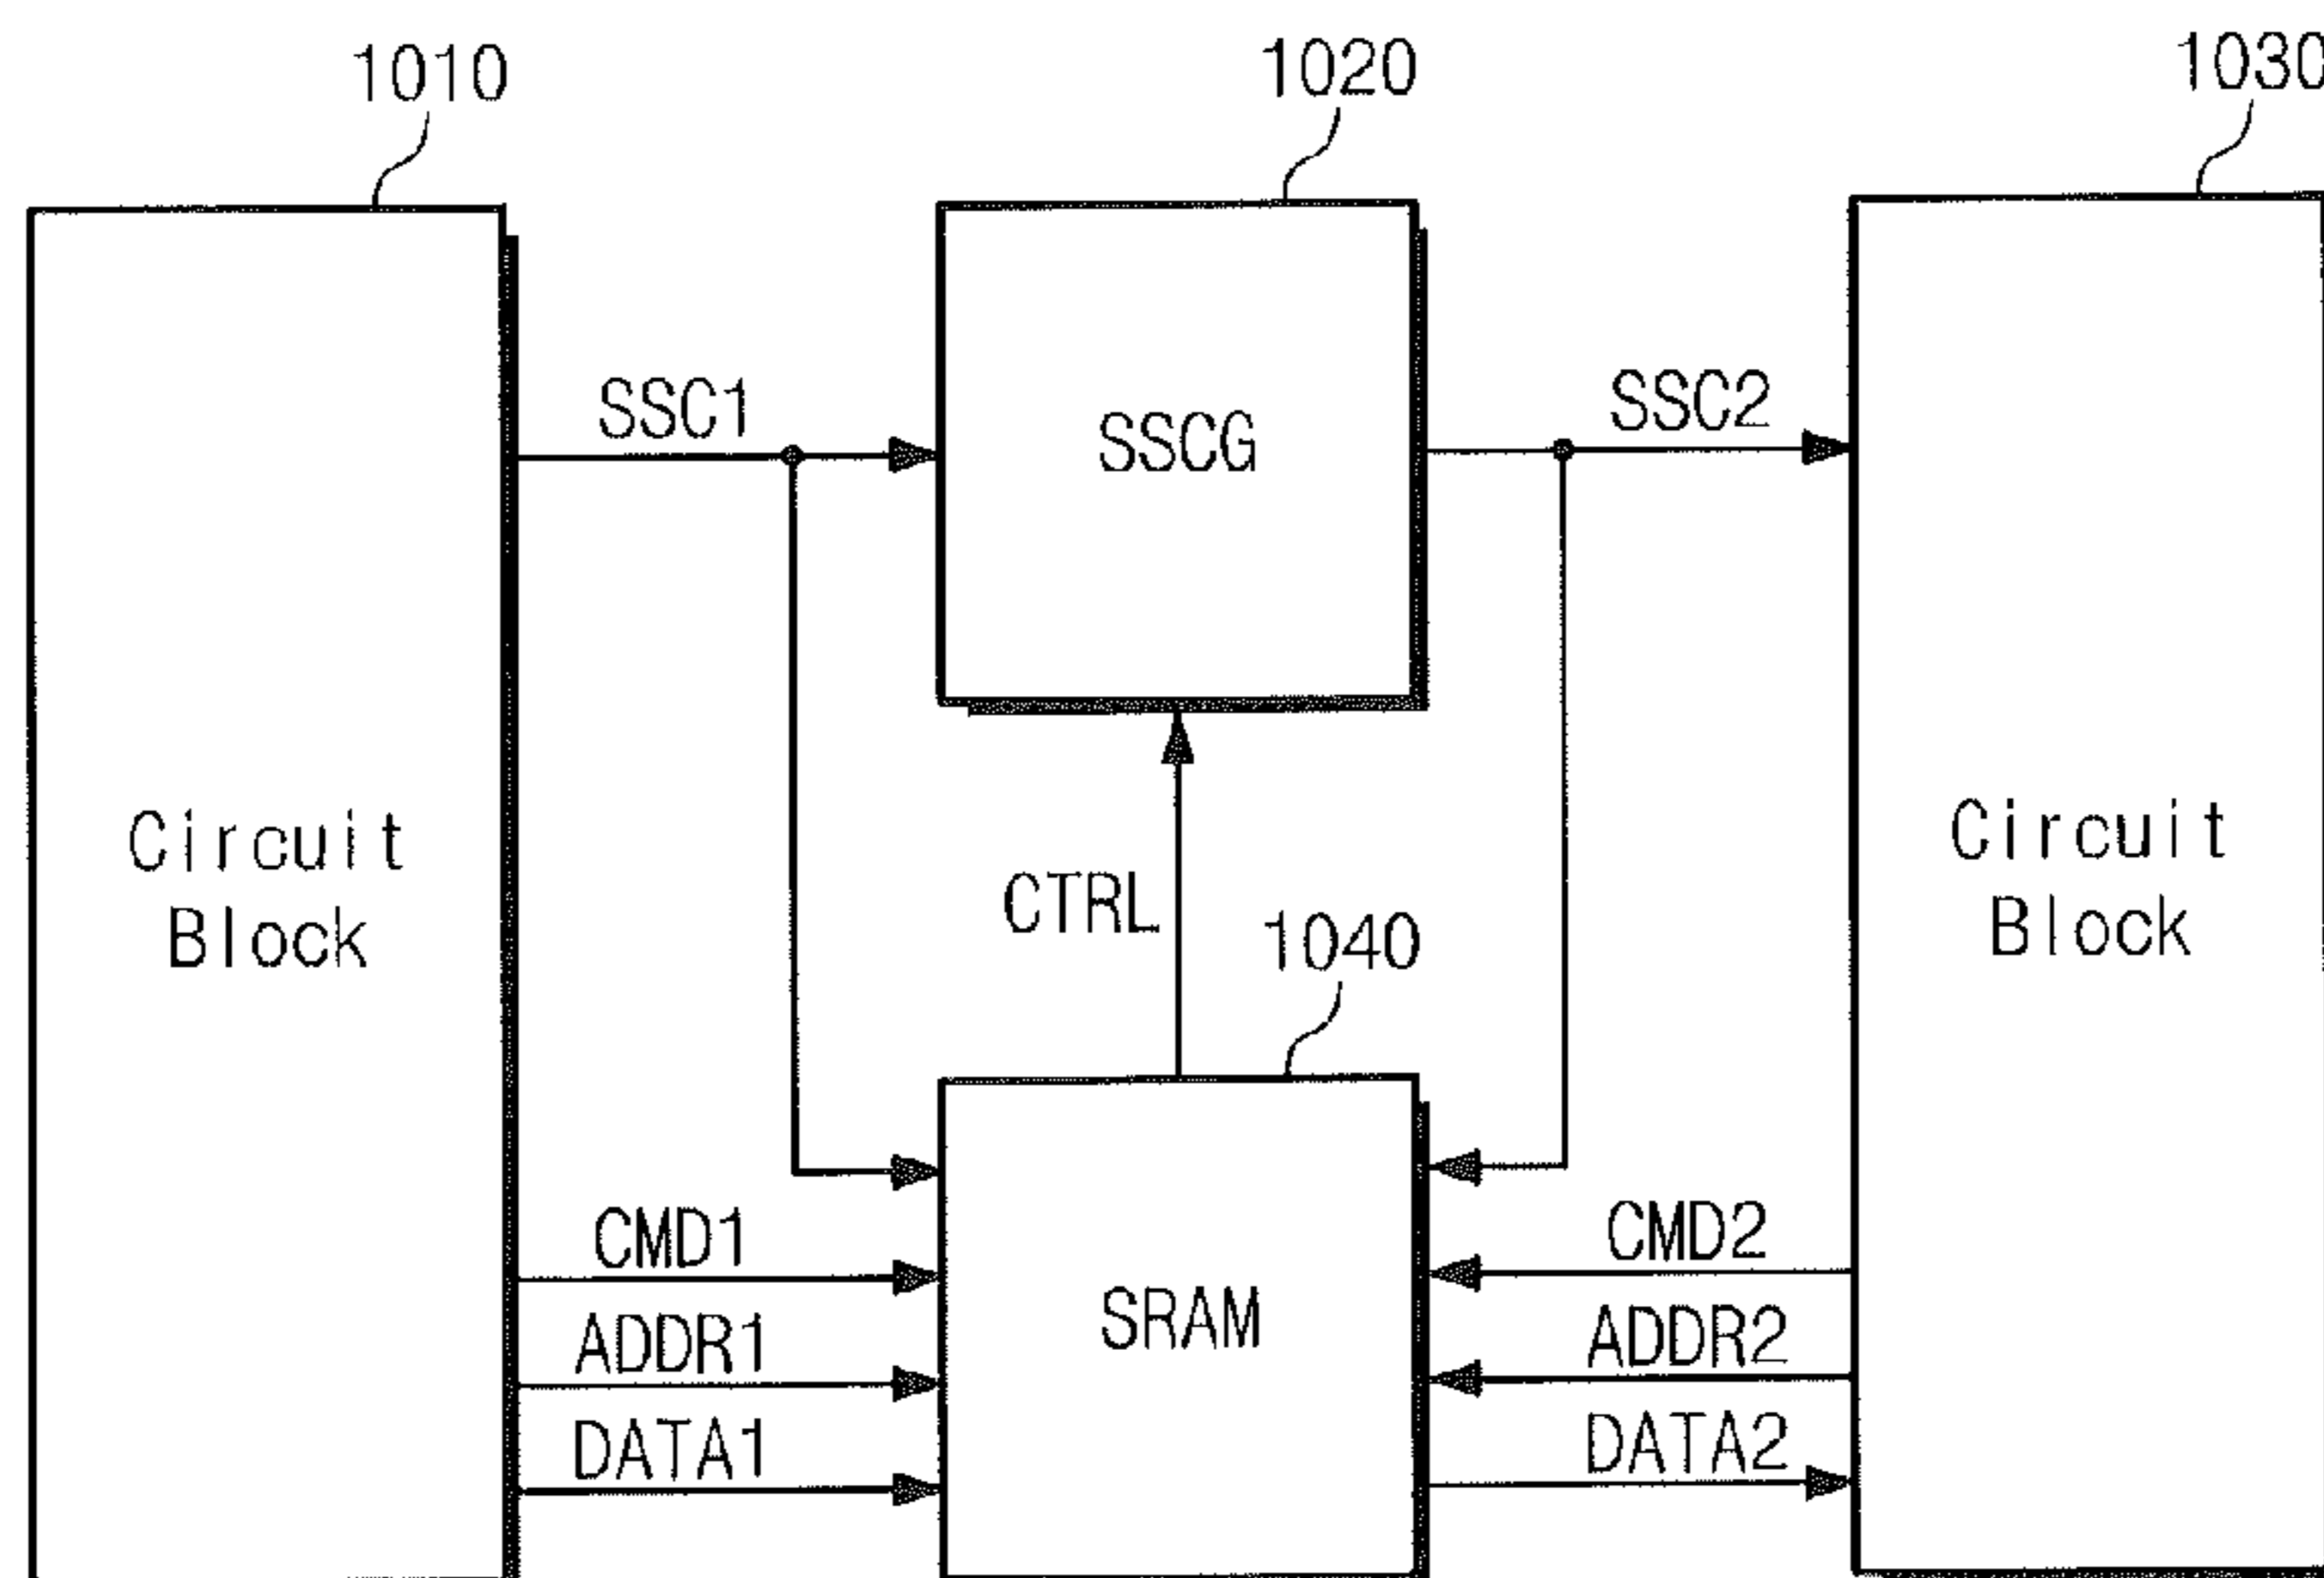 1010
1020
1030
SSC1
SSCG
SSC2
Circuit
Block
CTRL
1040
Circuit
Block
CMD1
ADDR1
DATA1
SRAM
CMD2
ADDR2
DATA2